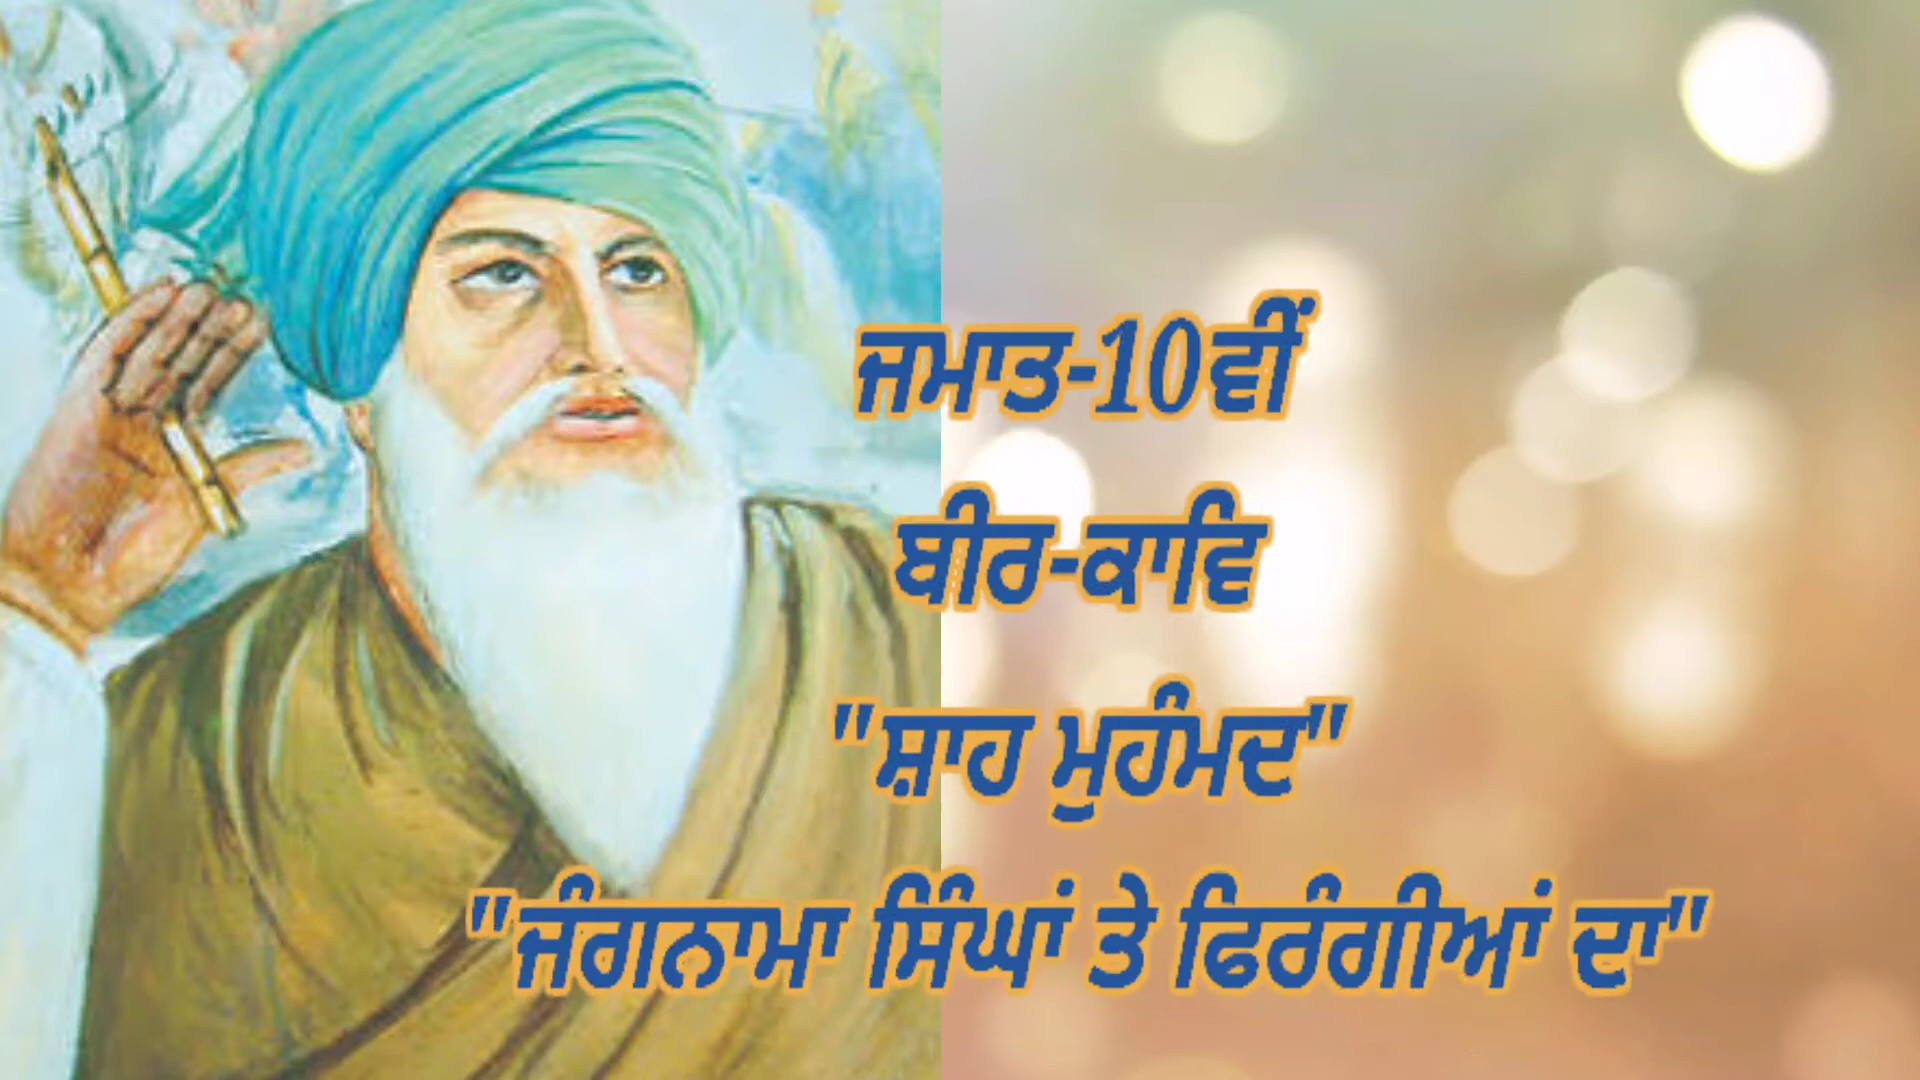 ਜਮਾਤ-10ਵੀਂ
ਬੀਰ-ਕਾਵਿ
"ਸ਼ਾਹ ਮੁਹੰਮਦ"
"ਜੰਗਨਾਮਾ ਸਿੰਘਾਂ ਤੇ ਫਿਰੰਗੀਆਂ ਦਾ"